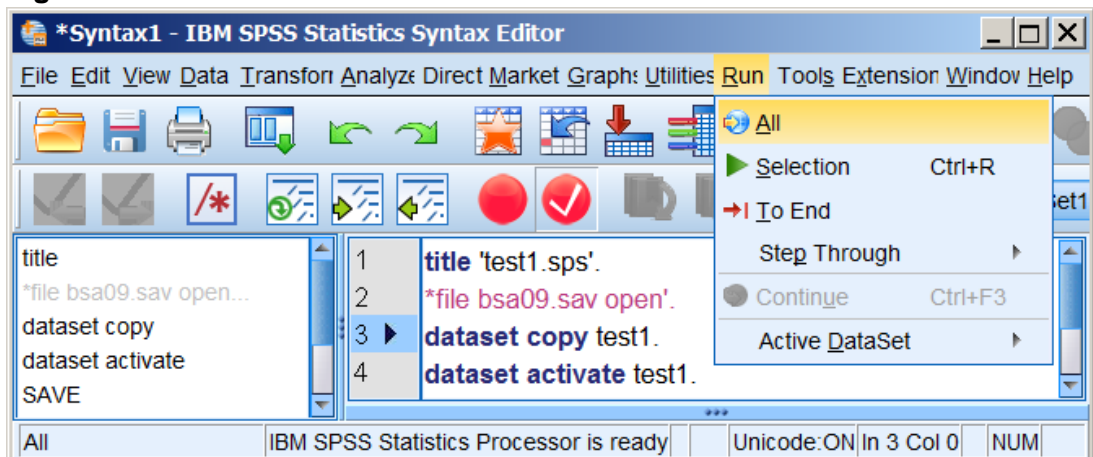 *Syntax1 - IBM SPSS Statistics Syntax Editor
File Edit View Data Transforr Analyze Direct Market Graphs Utilities Run Tools Extension Window Help
All
Selection Ctrl+R
To End
Step Through
Continue Ctrl+F3
Active DataSet
/*
Set1
title
*file bsa09.sav open...
dataset copy
dataset activate
SAVE
1 title 'test1.sps'.
2 *file bsa09.sav open'.
3 dataset copy test1.
4 dataset activate test1.
All IBM SPSS Statistics Processor is ready Unicode:ON In 3 Col 0 NUM